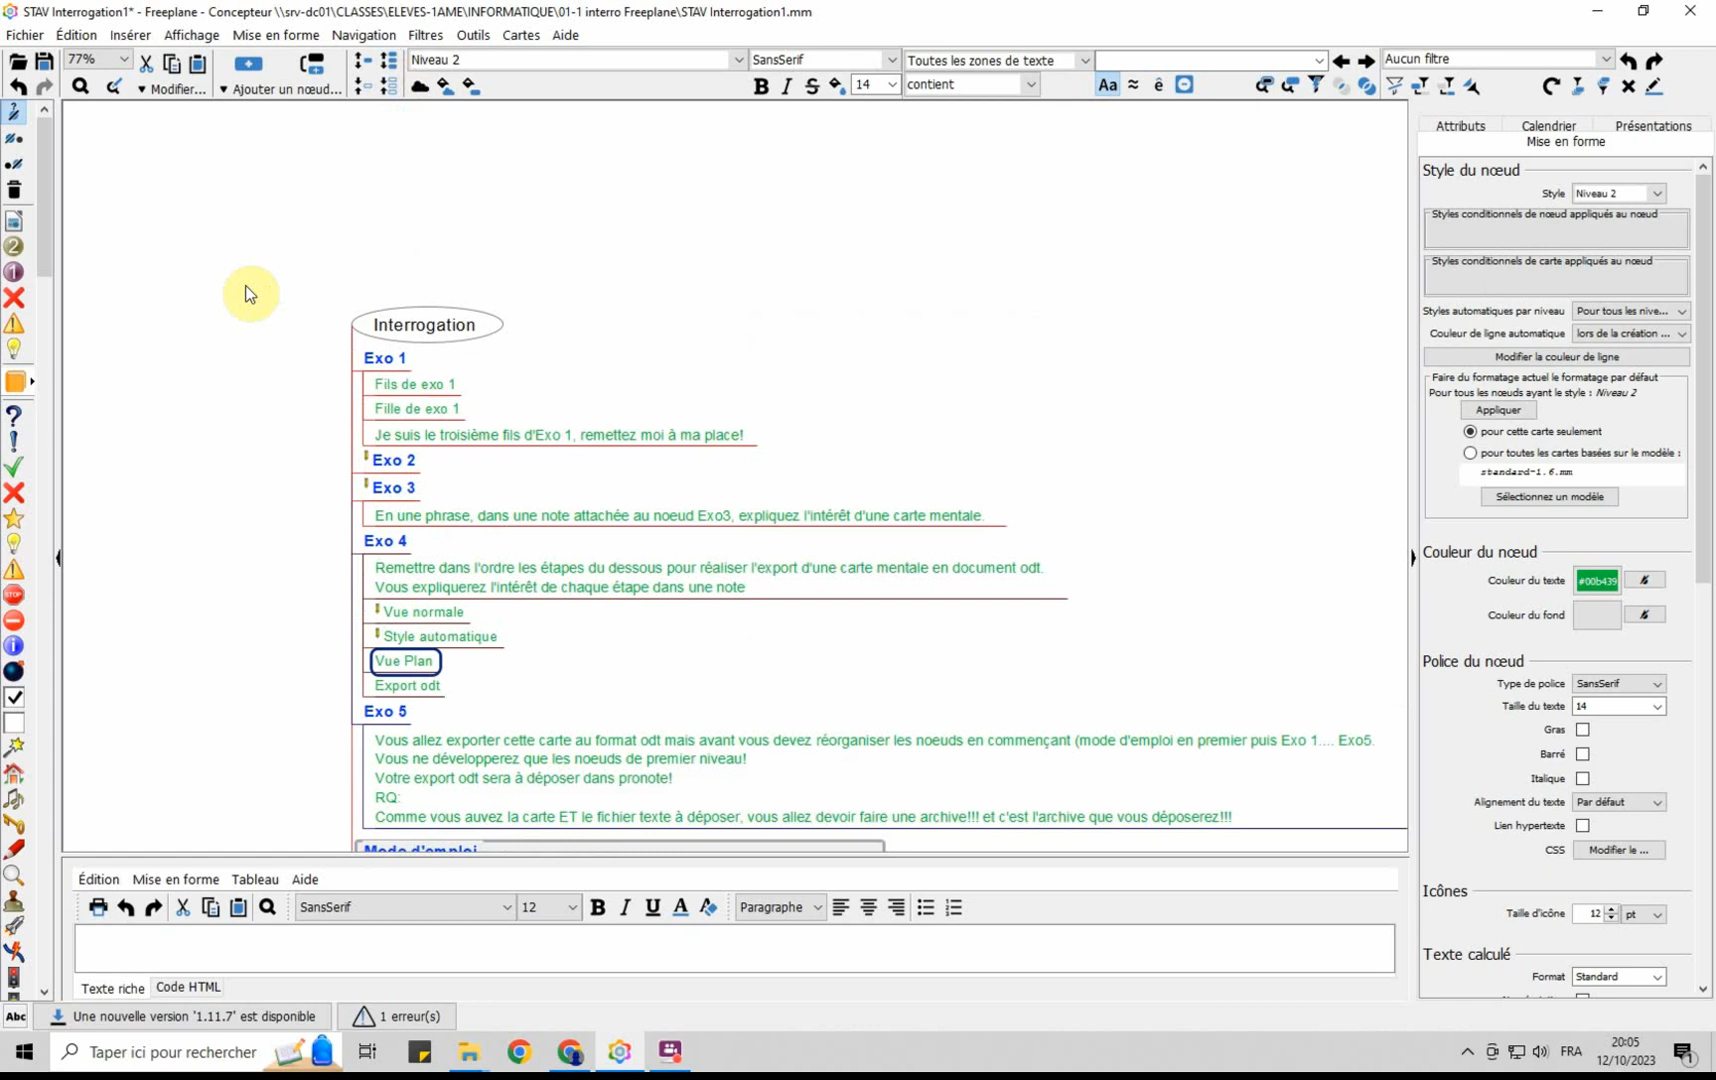 STAV Interrogation1* - Freeplane - Concepteur \\srv-dc01\CLASSES\ELEVES-1AME\INFORMATIQUE\01-1 interro Freeplane\STAV Interrogation1.mm
Fichier Édition Insérer Affichage Mise en forme Navigation Filtres Outils Cartes Aide
77% Niveau 2 SansSerif Toutes les zones de texte Aucun filtre
Modifier... Ajouter un nœud... 14 contient Aa ≈ ê
Attributs Calendrier Présentations
Mise en forme
Style du nœud
Style Niveau 2
Styles conditionnels de nœud appliqués au nœud
Styles conditionnels de carte appliqués au noeud
Styles automatiques par niveau Pour tous les nive...
Couleur de ligne automatique lors de la création ...
Modifier la couleur de ligne
Faire du formatage actuel le formatage par défaut
Pour tous les nœuds ayant le style : Niveau 2
Appliquer
pour cette carte seulement
pour toutes les cartes basées sur le modèle :
standard-1.6.mm
Sélectionnez un modèle
Couleur du nœud
Couleur du texte #00b439
Couleur du fond
Police du nœud
Type de police SansSerif
Taille du texte 14
Gras
Barré
Italique
Alignement du texte Par défaut
Lien hypertexte
CSS Modifier le ...
Icônes
Taille d'icône 12 pt
Texte calculé
Format Standard
Interrogation
Exo 1
Fils de exo 1
Fille de exo 1
Je suis le troisième fils d'Exo 1, remettez moi à ma place!
Exo 2
Exo 3
En une phrase, dans une note attachée au noeud Exo3, expliquez l'intérêt d'une carte mentale.
Exo 4
Remettre dans l'ordre les étapes du dessous pour réaliser l'export d'une carte mentale en document odt.
Vous expliquerez l'intérêt de chaque étape dans une note
Vue normale
Style automatique
Vue Plan
Export odt
Exo 5
Vous allez exporter cette carte au format odt mais avant vous devez réorganiser les noeuds en commençant (mode d'emploi en premier puis Exo 1.... Exo5.
Vous ne développerez que les noeuds de premier niveau!
Votre export odt sera à déposer dans pronote!
RQ:
Comme vous auvez la carte ET le fichier texte à déposer, vous allez devoir faire une archive!!! et c'est l'archive que vous déposerez!!!
Mode d'emploi
Édition Mise en forme Tableau Aide
SansSerif 12 B I U A Paragraphe
Texte riche Code HTML
Abc Une nouvelle version '1.11.7' est disponible 1 erreur(s)
Taper ici pour rechercher
FRA
20:05
12/10/2023